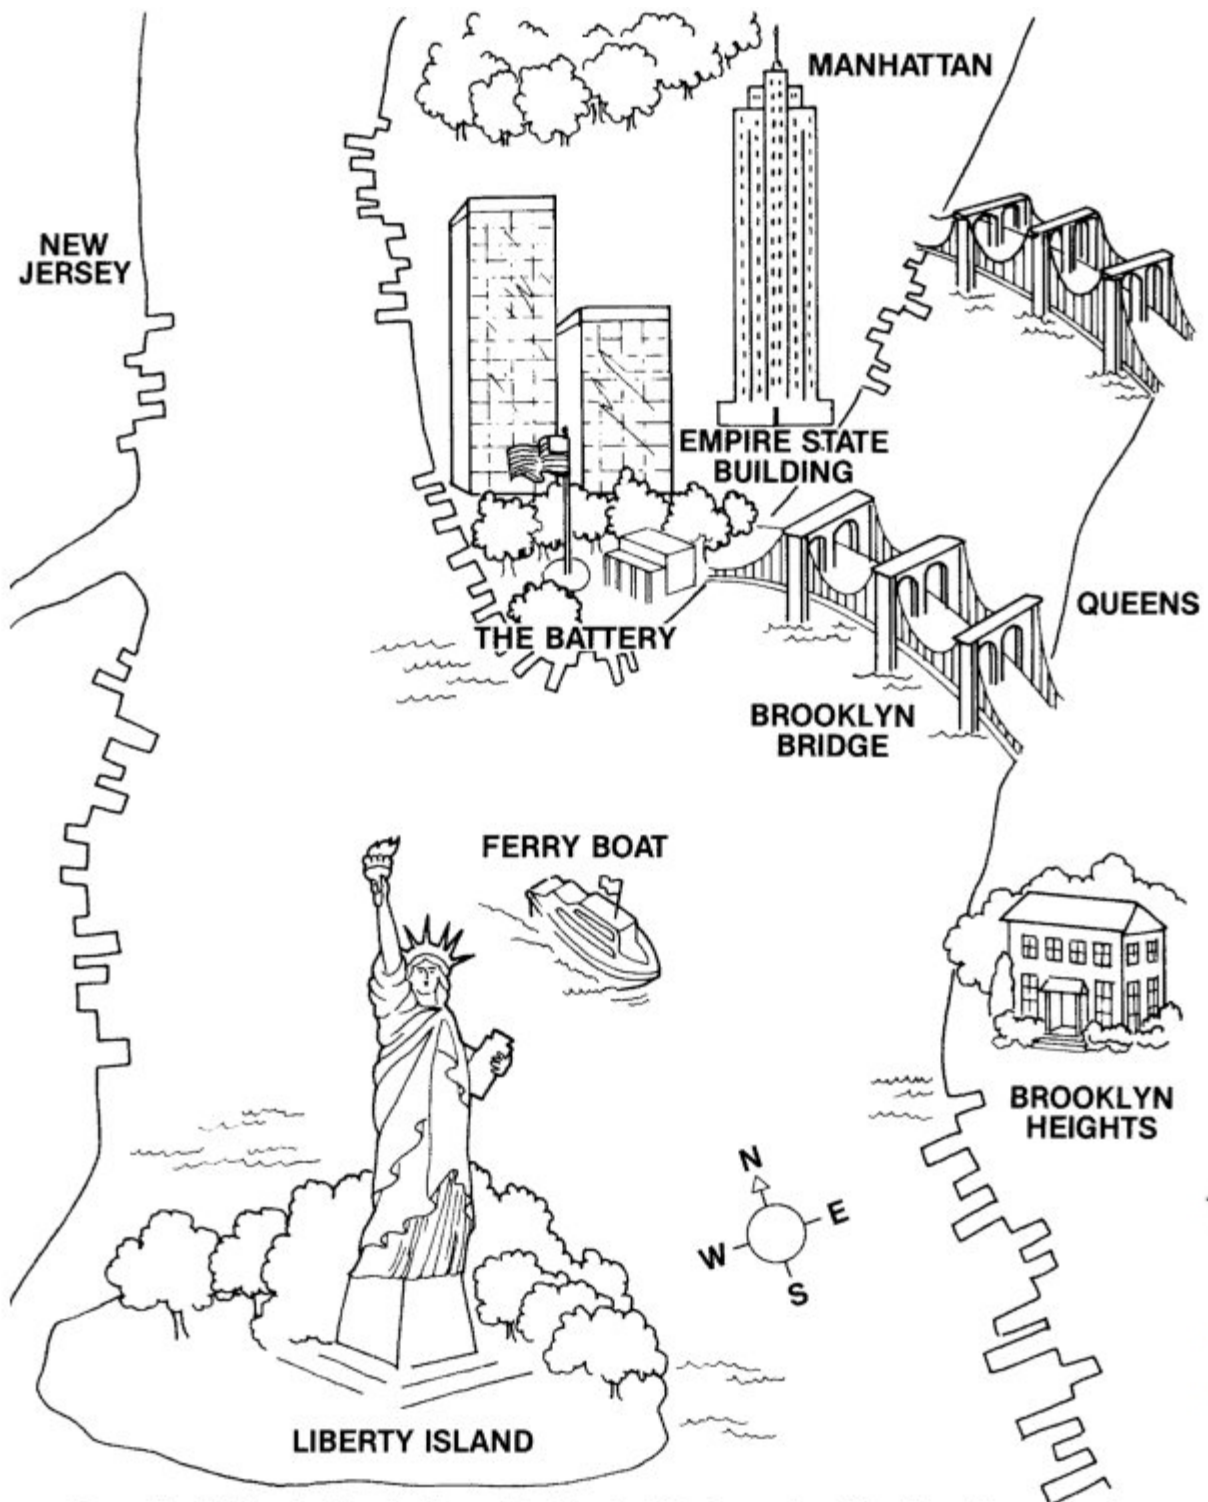 MANHATTAN
NEW
JERSEY
EMPIRE STATE
BUILDING
QUEENS
THE BATTERY
BROOKLYN
BRIDGE
FERRY BOAT
BROOKLYN
HEIGHTS
N
E
W
S
LIBERTY ISLAND